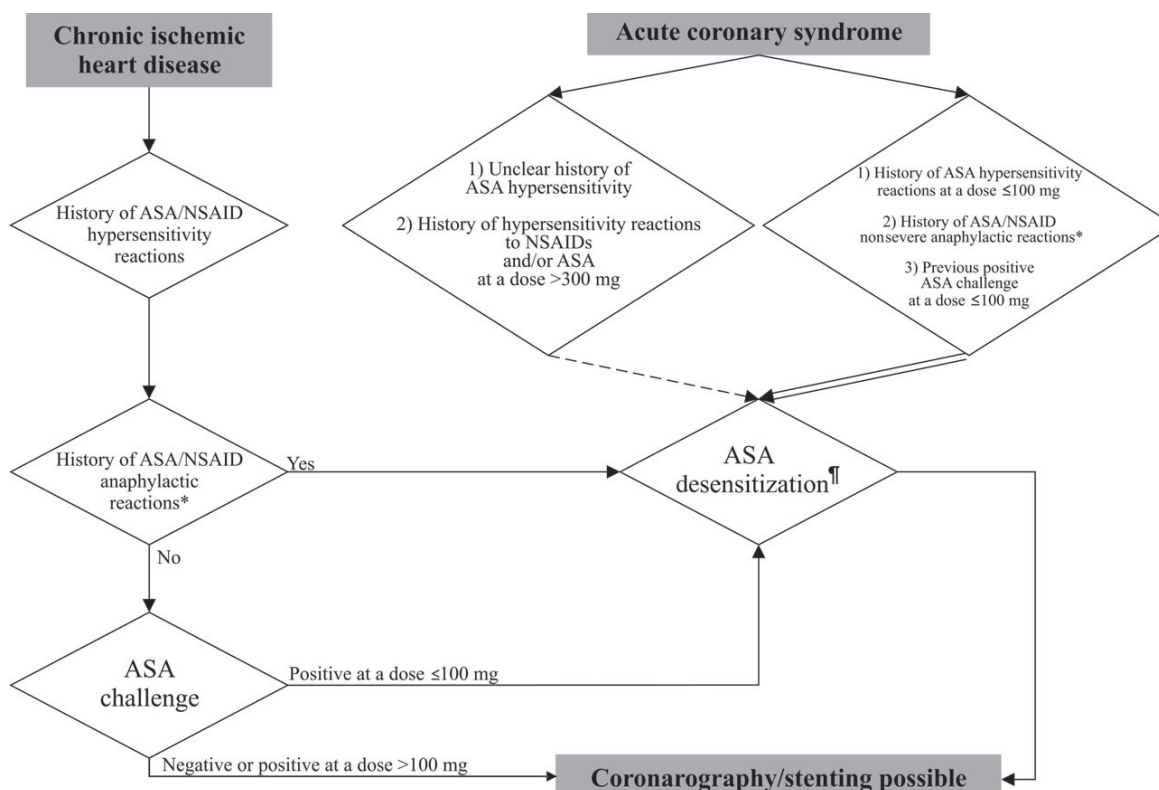 Chronic ischemic
heart disease
Acute coronary syndrome
History of ASA/NSAID
hypersensitivity
reactions
1) Unclear history of
ASA hypersensitivity
2) History of hypersensitivity reactions
to NSAIDs
and/or ASA
at a dose >300 mg
1) History of ASA hypersensitivity
reactions at a dose ≤100 mg
2) History of ASA/NSAID
nonsevere anaphylactic reactions*
3) Previous positive
ASA challenge
at a dose ≤100 mg
History of ASA/NSAID
anaphylactic
reactions*
Yes
ASA
desensitization¶
No
ASA
challenge
Positive at a dose ≤100 mg
Negative or positive at a dose >100 mg
Coronarography/stenting possible